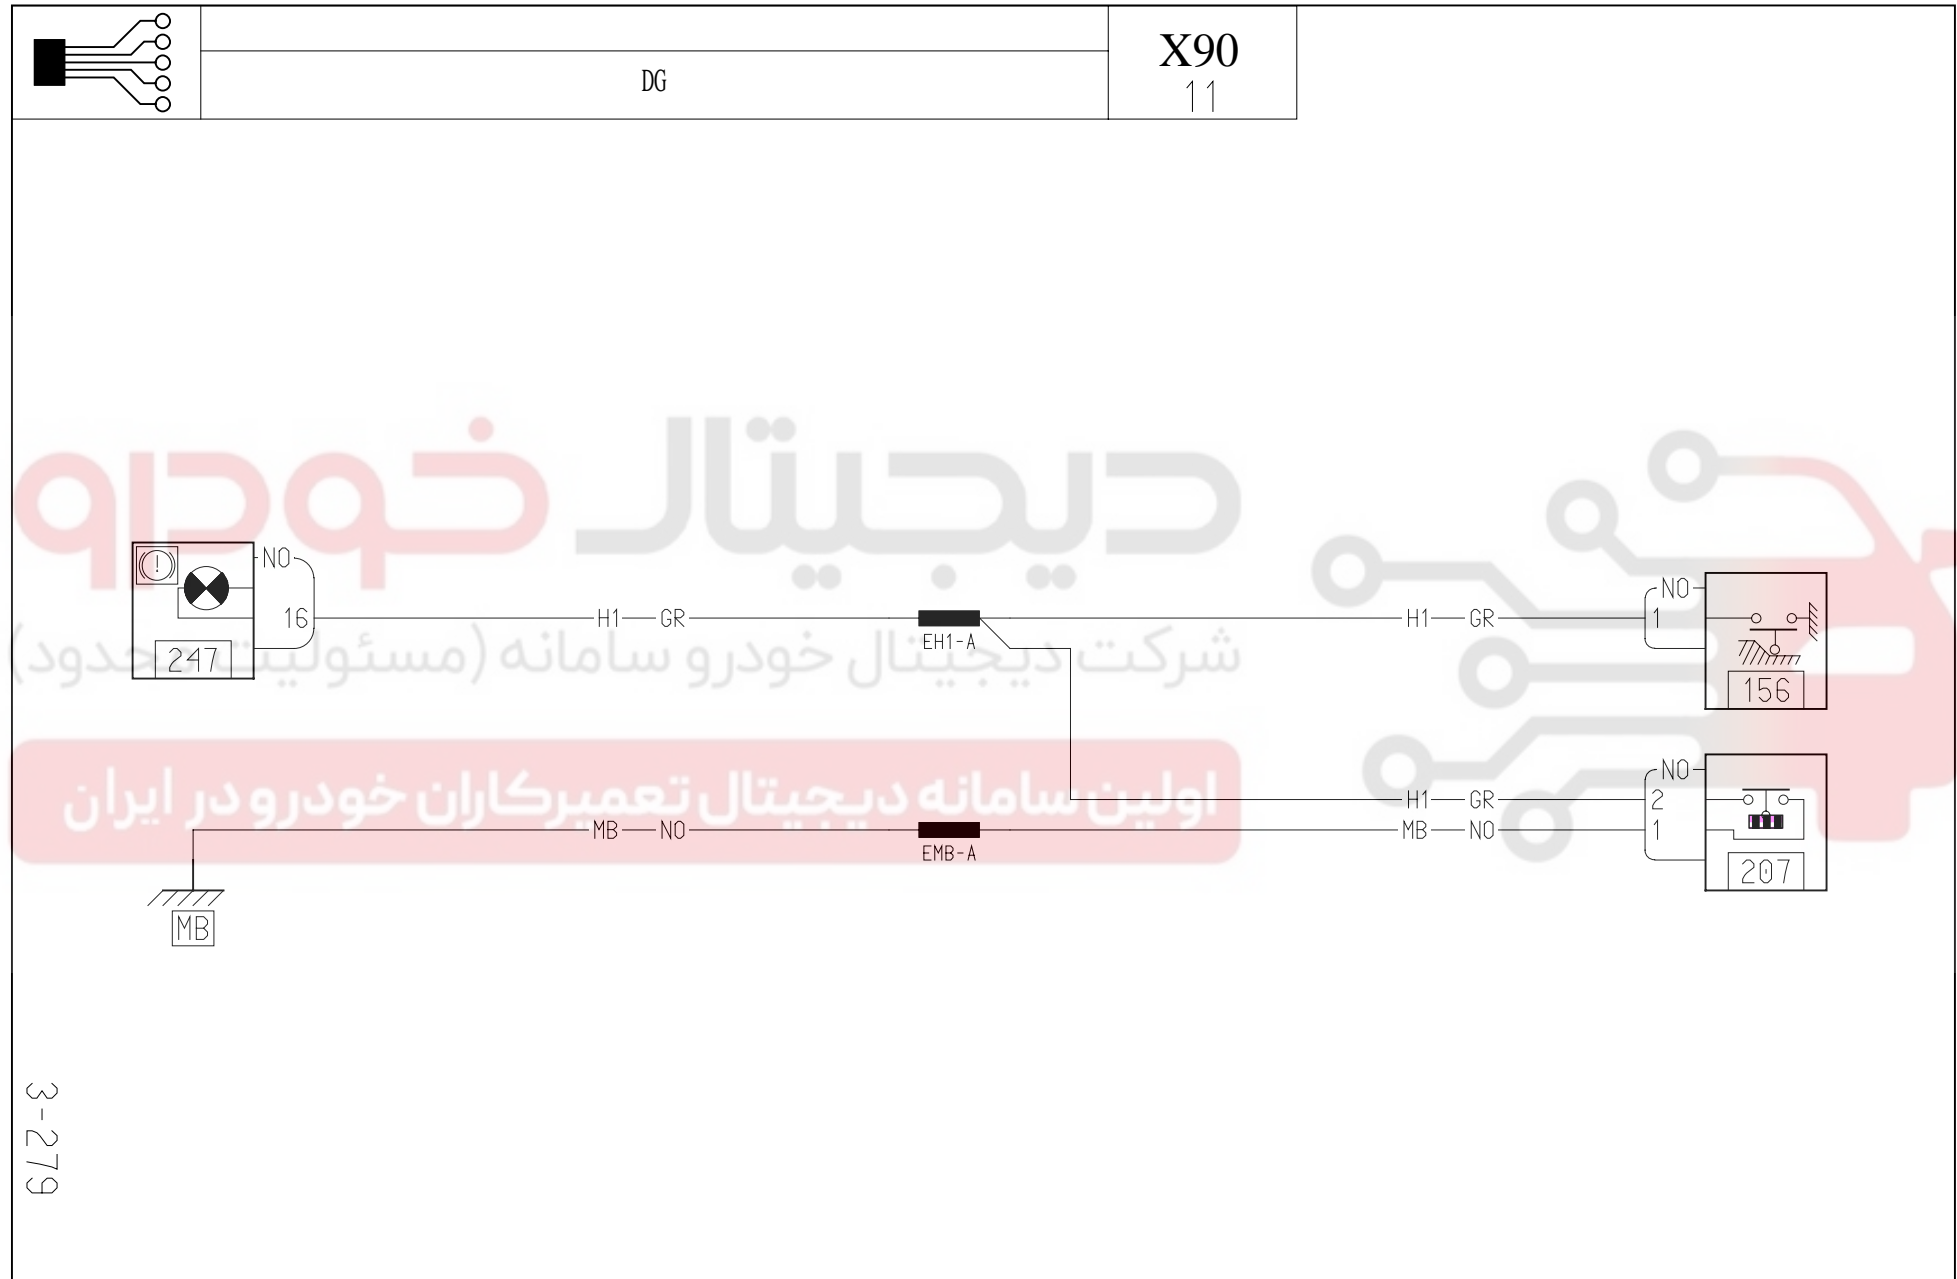 X90
DG
11
دیجیتال خودرو
NO
16
H1 GR
EH1-A
H1 GR
NO
1
شرکت دیجیتال خودرو سامانه (مسئولیت محدود)
247
156
اولین سامانه دیجیتال تعمیرکاران خودرو در ایران
NO
H1 GR
2
MB NO
EMB-A
MB NO
1
207
MB
3-279